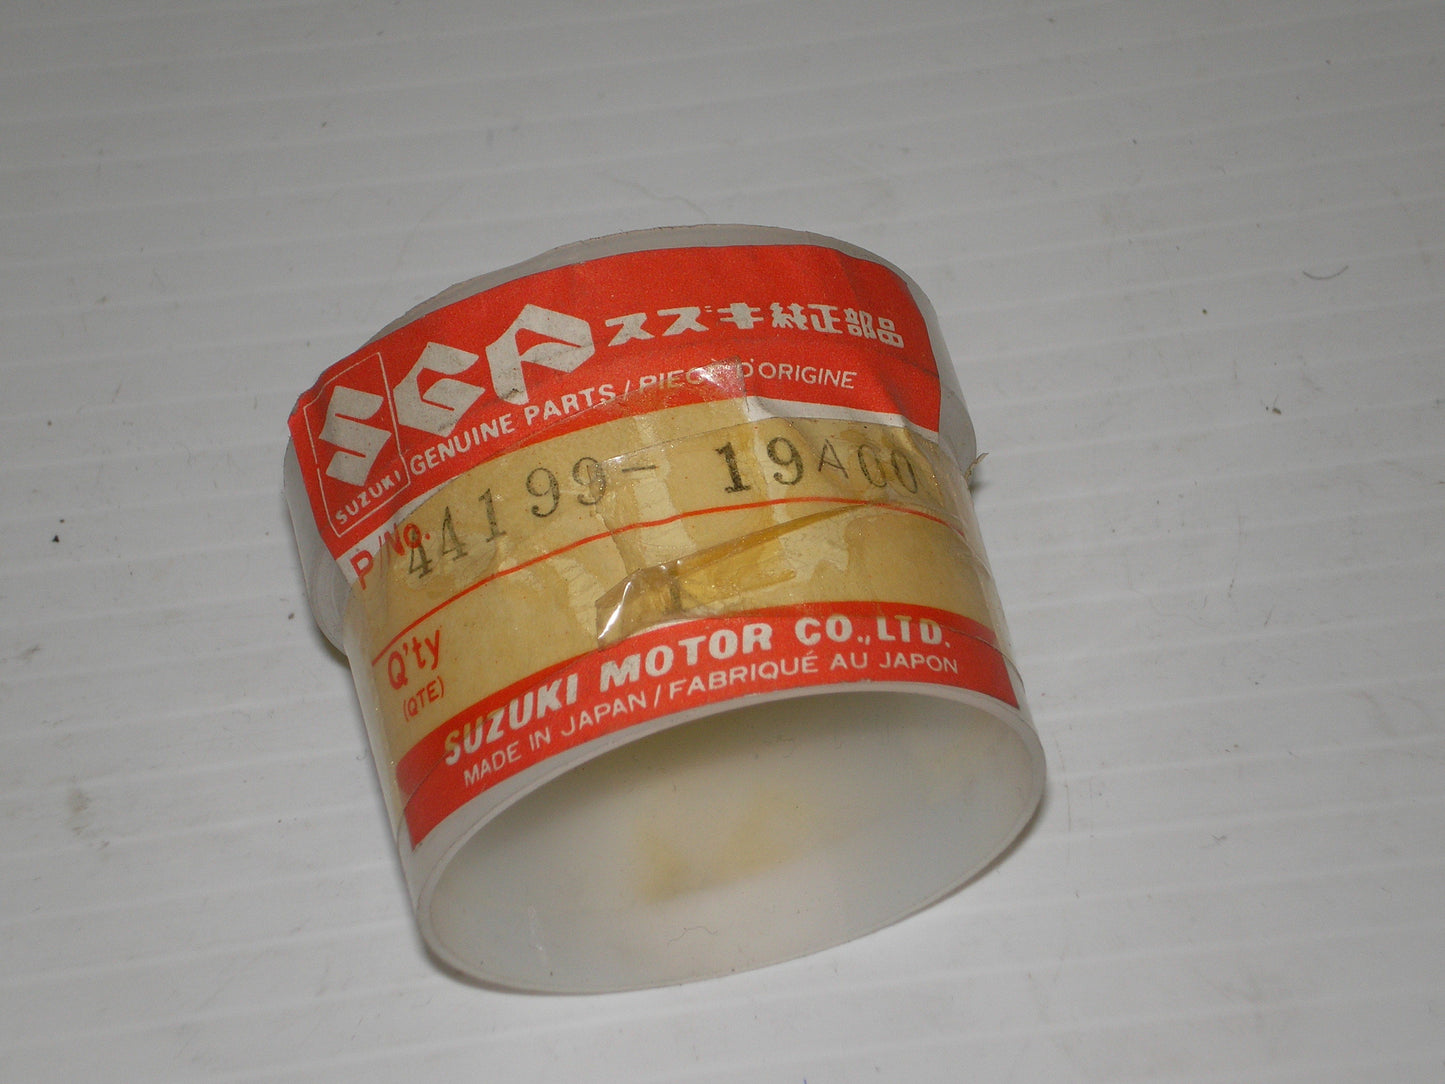 SGP スズキ純正部品
SUZUKI
GENUINE PARTS / PIECE D'ORIGINE
P/No. 44199-19A00
Q'ty
(QTE)
1
SUZUKI MOTOR CO., LTD.
MADE IN JAPAN / FABRIQUÉ AU JAPON